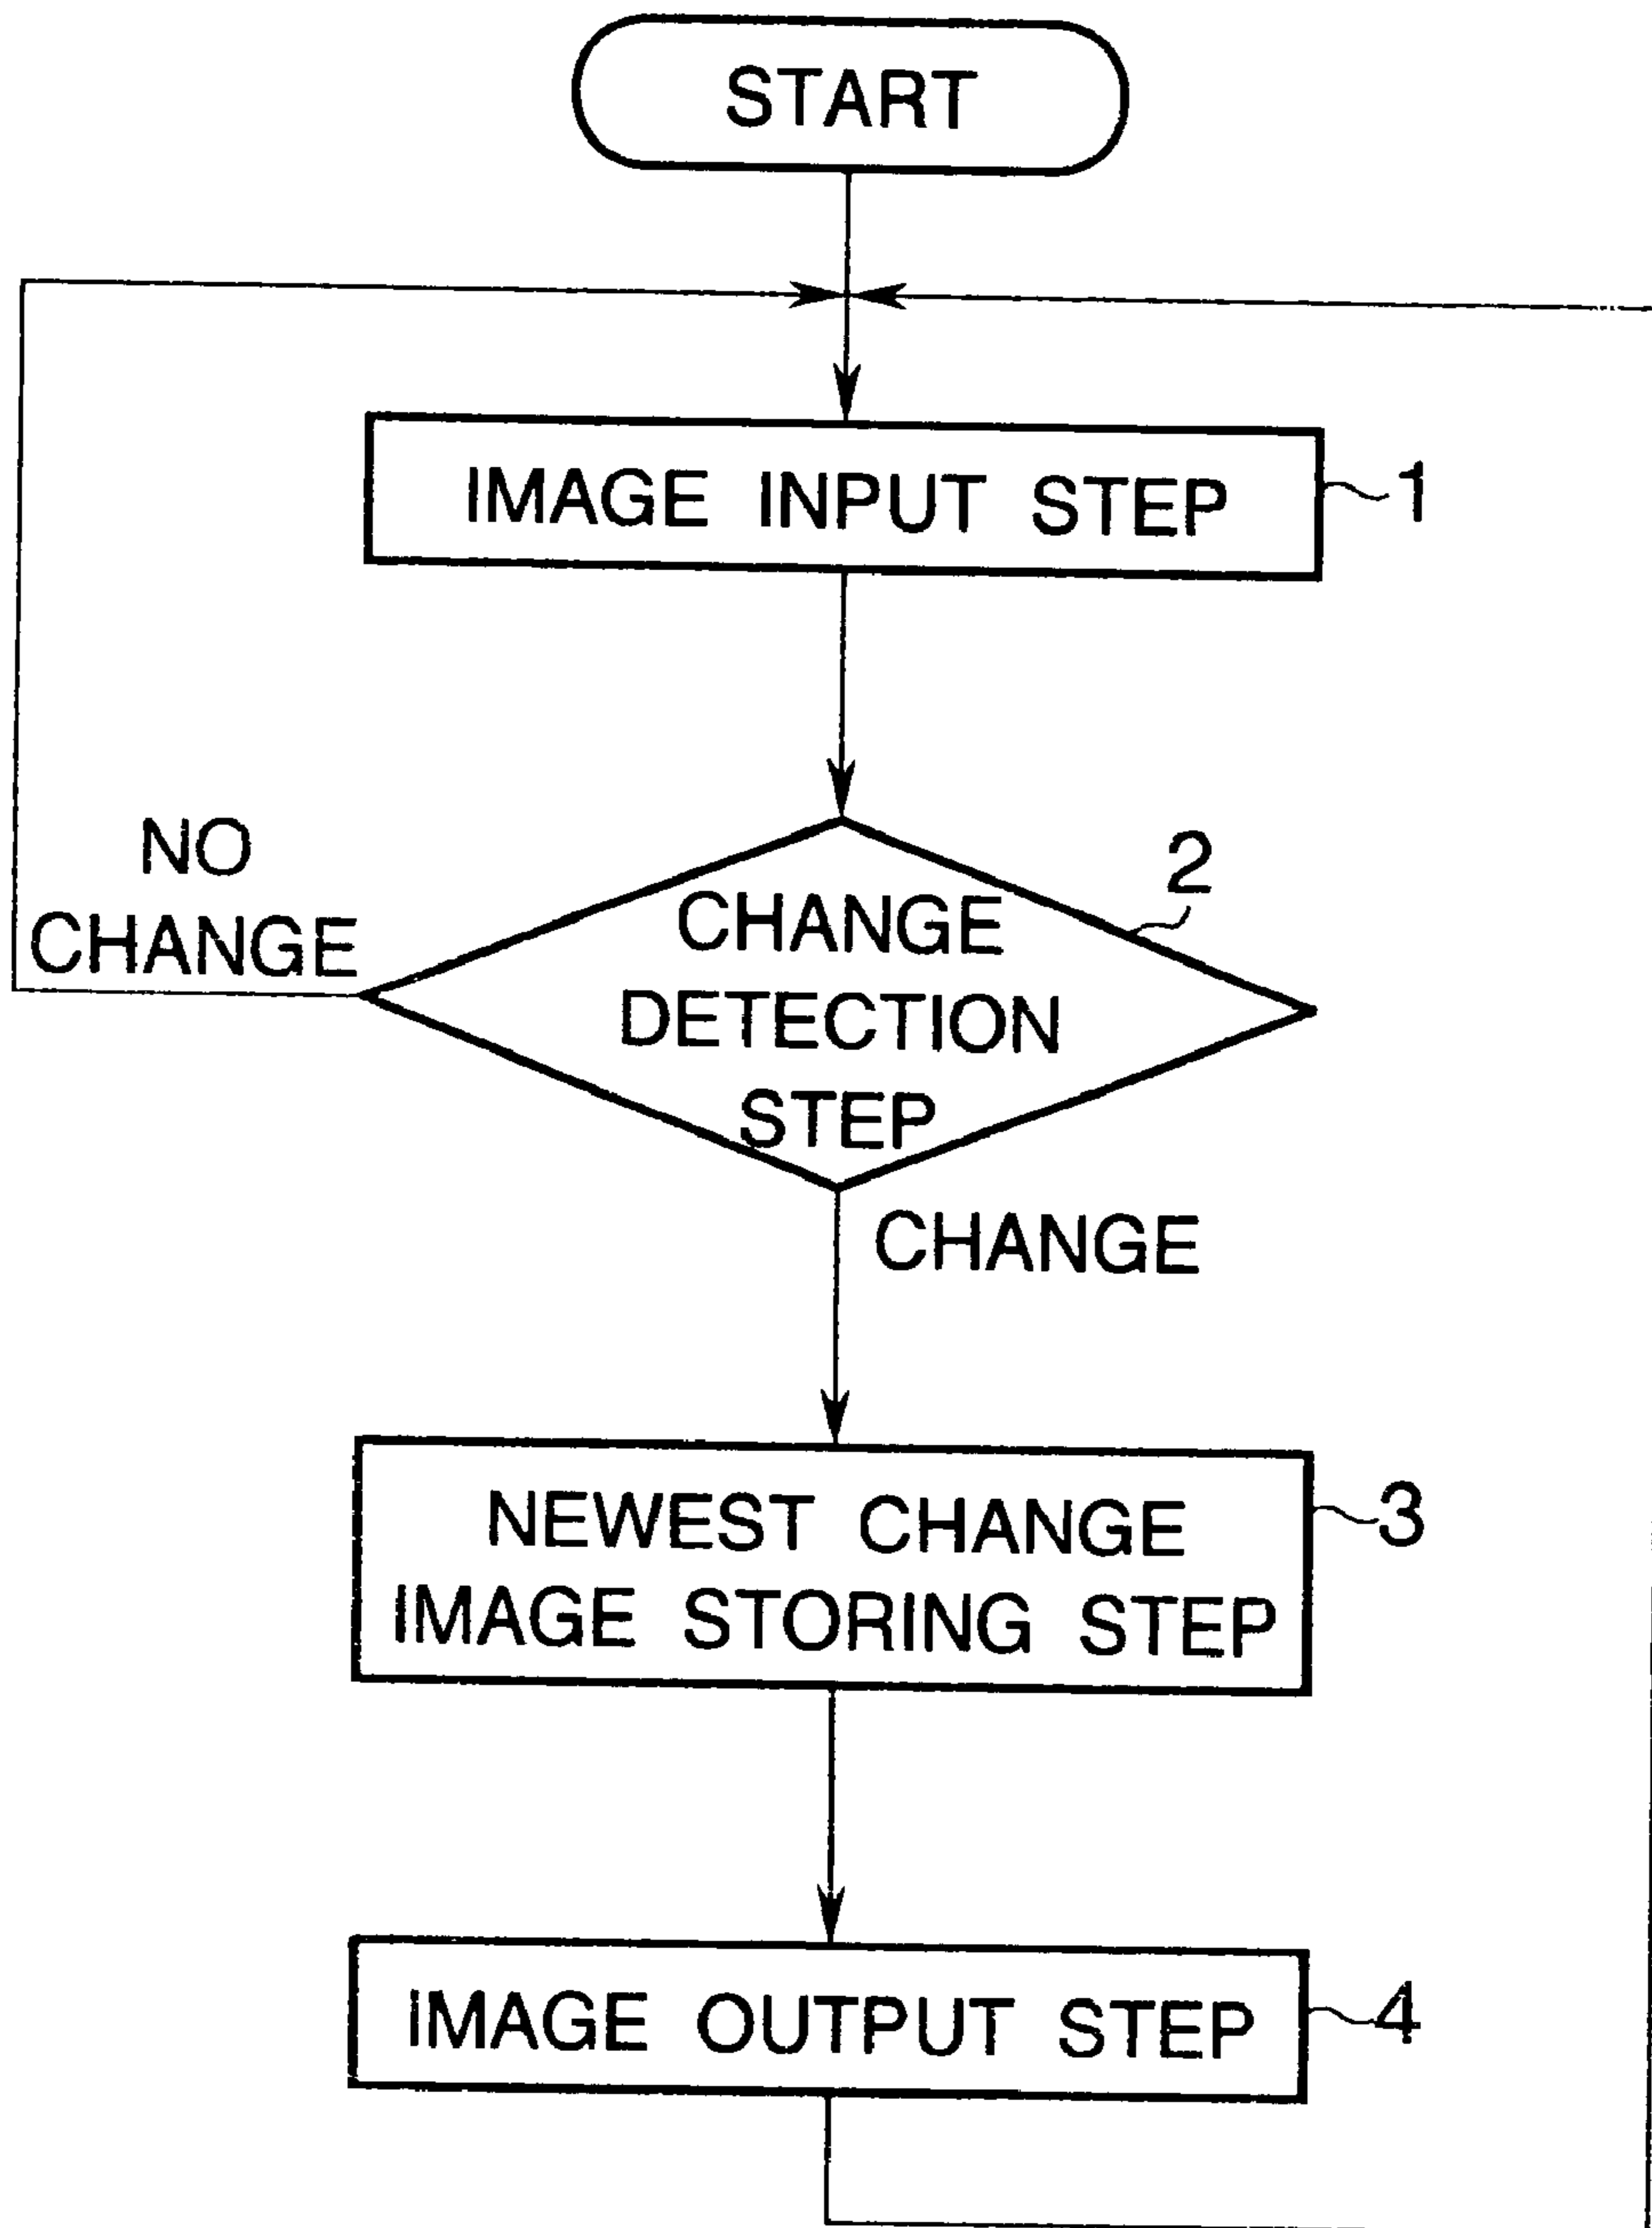 START
IMAGE INPUT STEP
1
NO
CHANGE
2
CHANGE
DETECTION
STEP
CHANGE
NEWEST CHANGE
IMAGE STORING STEP
3
IMAGE OUTPUT STEP
4